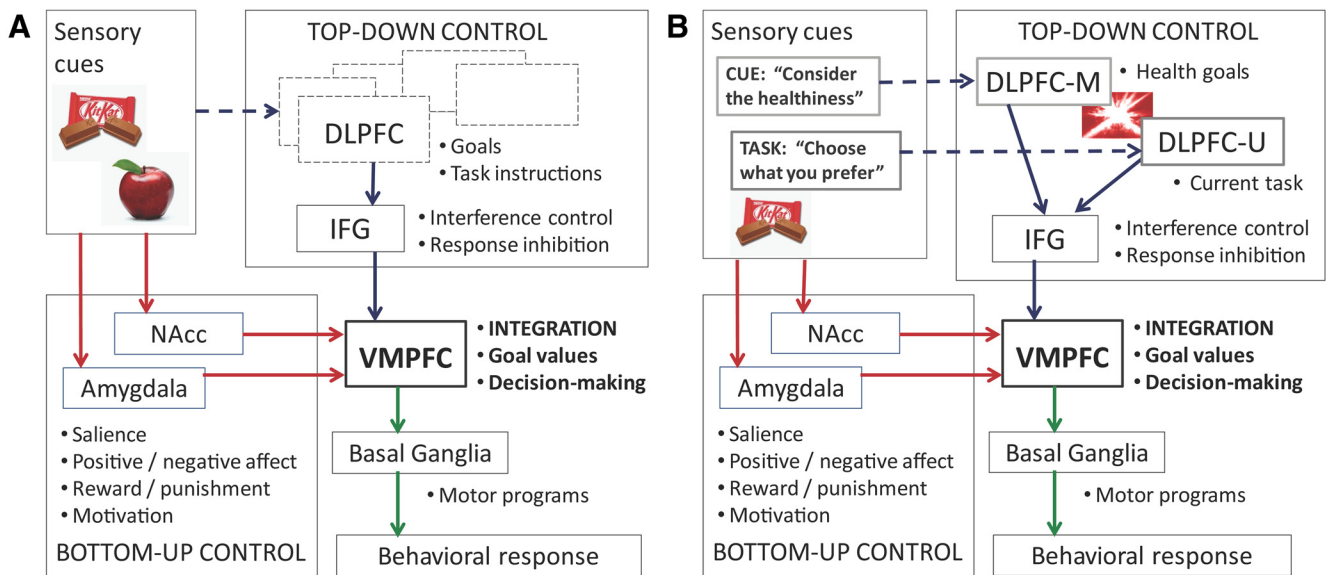 A
Sensory
cues
KitKat
TOP-DOWN CONTROL
DLPFC
• Goals
• Task instructions
IFG
• Interference control
• Response inhibition
NAcc
Amygdala
VMPFC
• INTEGRATION
• Goal values
• Decision-making
• Salience
• Positive / negative affect
• Reward / punishment
• Motivation
BOTTOM-UP CONTROL
Basal Ganglia
• Motor programs
Behavioral response
B
Sensory cues
CUE: “Consider
the healthiness”
TASK: “Choose
what you prefer”
KitKat
TOP-DOWN CONTROL
DLPFC-M
• Health goals
DLPFC-U
• Current task
IFG
• Interference control
• Response inhibition
NAcc
Amygdala
VMPFC
• INTEGRATION
• Goal values
• Decision-making
• Salience
• Positive / negative affect
• Reward / punishment
• Motivation
BOTTOM-UP CONTROL
Basal Ganglia
• Motor programs
Behavioral response